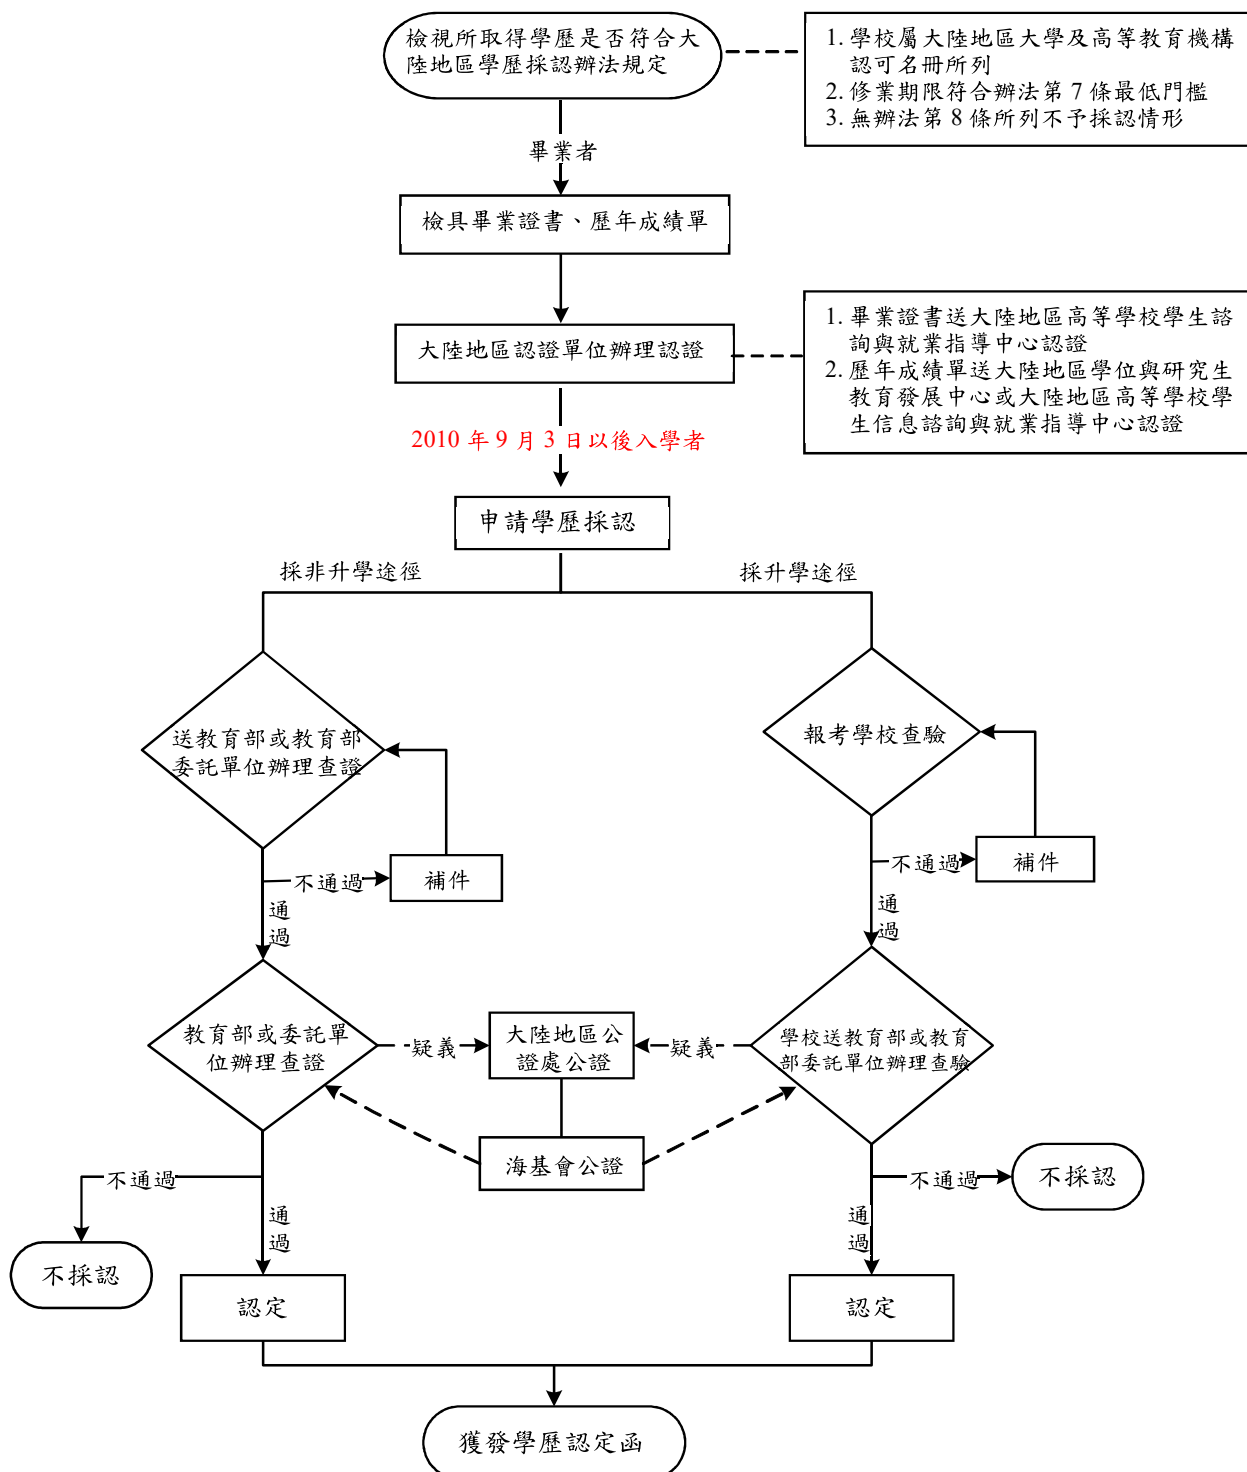 檢視所取得學歷是否符合大
陸地區學歷採認辦法規定
1. 學校屬大陸地區大學及高等教育機構
認可名冊所列
2. 修業期限符合辦法第 7 條最低門檻
3. 無辦法第 8 條所列不予採認情形
畢業者
檢具畢業證書、歷年成績單
大陸地區認證單位辦理認證
1. 畢業證書送大陸地區高等學校學生諮
詢與就業指導中心認證
2. 歷年成績單送大陸地區學位與研究生
教育發展中心或大陸地區高等學校學
生信息諮詢與就業指導中心認證
2010 年 9 月 3 日以後入學者
申請學歷採認
採非升學途徑
採升學途徑
送教育部或教育部
委託單位辦理查證
報考學校查驗
不通過
補件
不通過
補件
通
過
通
過
教育部或委託單
位辦理查證
疑義
大陸地區公
證處公證
疑義
學校送教育部或教育
部委託單位辦理查驗
海基會公證
不通過
不採認
通
過
不通過
不採認
通
過
認定
認定
獲發學歷認定函